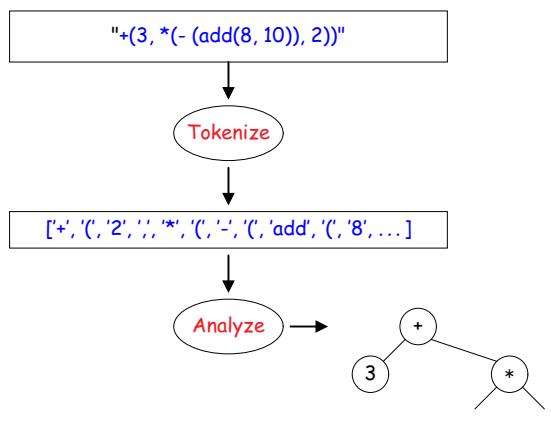 "+(3, *(- (add(8, 10)), 2))"
Tokenize
['+', '(', '2', ',', '*', '(', '-', '(', 'add', '(', '8', ... ]
Analyze
+
3
*